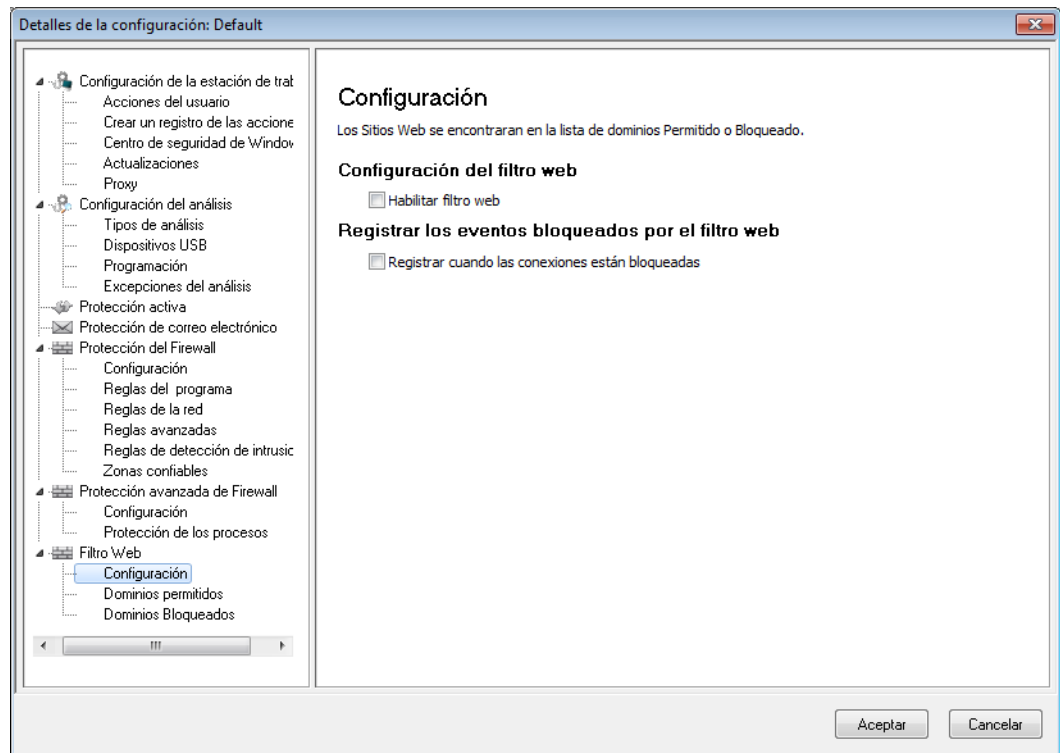 Detalles de la configuración: Default
Configuración de la estación de trat
Acciones del usuario
Crear un registro de las accione
Centro de seguridad de Window
Actualizaciones
Proxy
Configuración del análisis
Tipos de análisis
Dispositivos USB
Programación
Excepciones del análisis
Protección activa
Protección de correo electrónico
Protección del Firewall
Configuración
Reglas del programa
Reglas de la red
Reglas avanzadas
Reglas de detección de intrusic
Zonas confiables
Protección avanzada de Firewall
Configuración
Protección de los procesos
Filtro Web
Configuración
Dominios permitidos
Dominios Bloqueados
Configuración
Los Sitios Web se encontraran en la lista de dominios Permitido o Bloqueado.
Configuración del filtro web
Habilitar filtro web
Registrar los eventos bloqueados por el filtro web
Registrar cuando las conexiones están bloqueadas
Aceptar
Cancelar